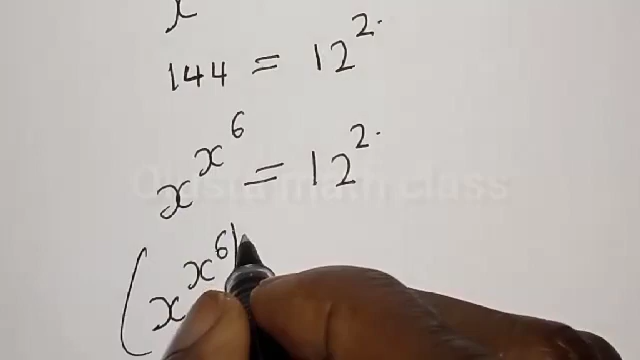 x
144 = 12^2.
x^x^6 = 12^2.
(x^x^6)